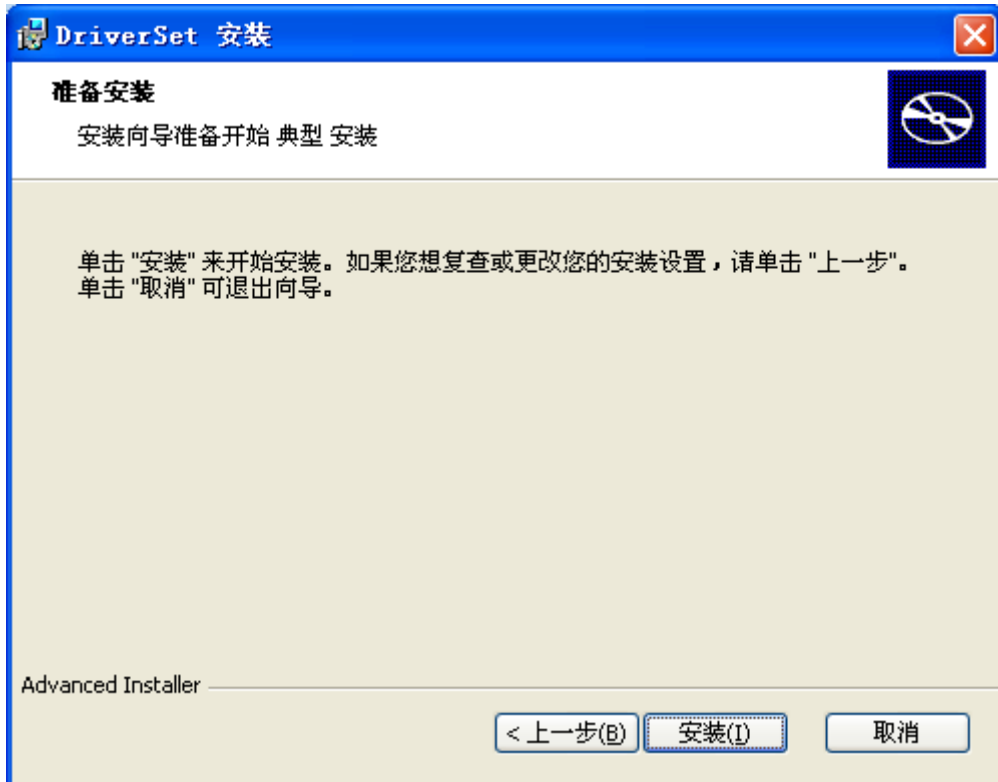 DriverSet 安装
准备安装
安装向导准备开始 典型 安装
单击 "安装" 来开始安装。如果您想复查或更改您的安装设置，请单击 "上一步"。
单击 "取消" 可退出向导。
Advanced Installer
< 上一步(B) 安装(I) 取消